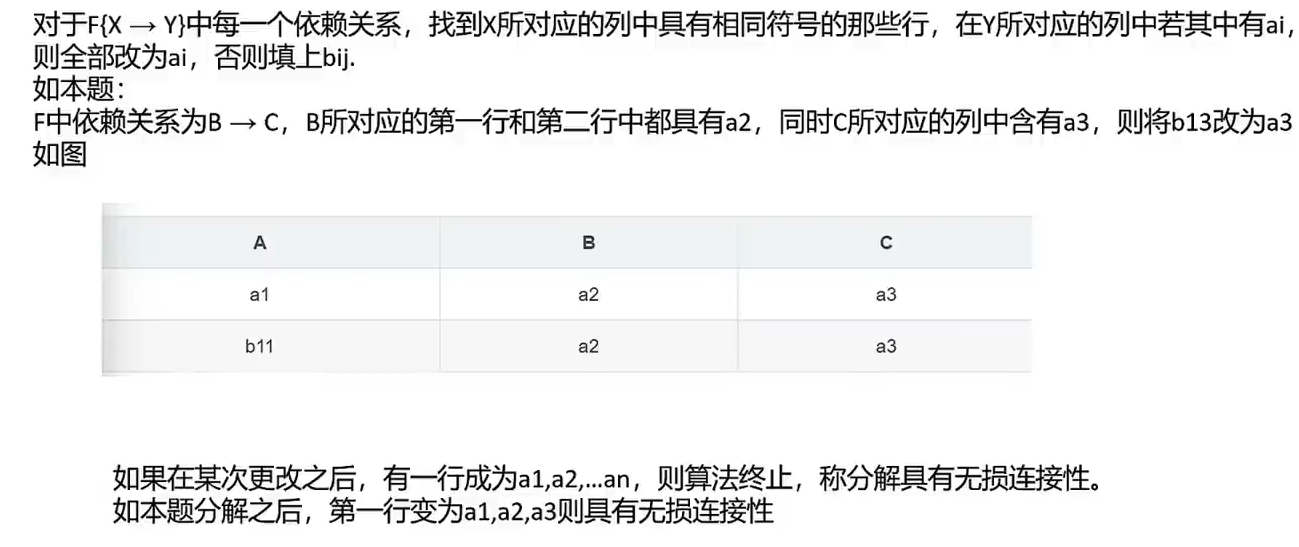 对于F{X → Y}中每一个依赖关系，找到X所对应的列中具有相同符号的那些行，在Y所对应的列中若其中有ai，
则全部改为ai，否则填上bij.
如本题：
F中依赖关系为B → C，B所对应的第一行和第二行中都具有a2，同时C所对应的列中含有a3，则将b13改为a3
如图
A B C
a1 a2 a3
b11 a2 a3
如果在某次更改之后，有一行成为a1,a2,...an，则算法终止，称分解具有无损连接性。
如本题分解之后，第一行变为a1,a2,a3则具有无损连接性